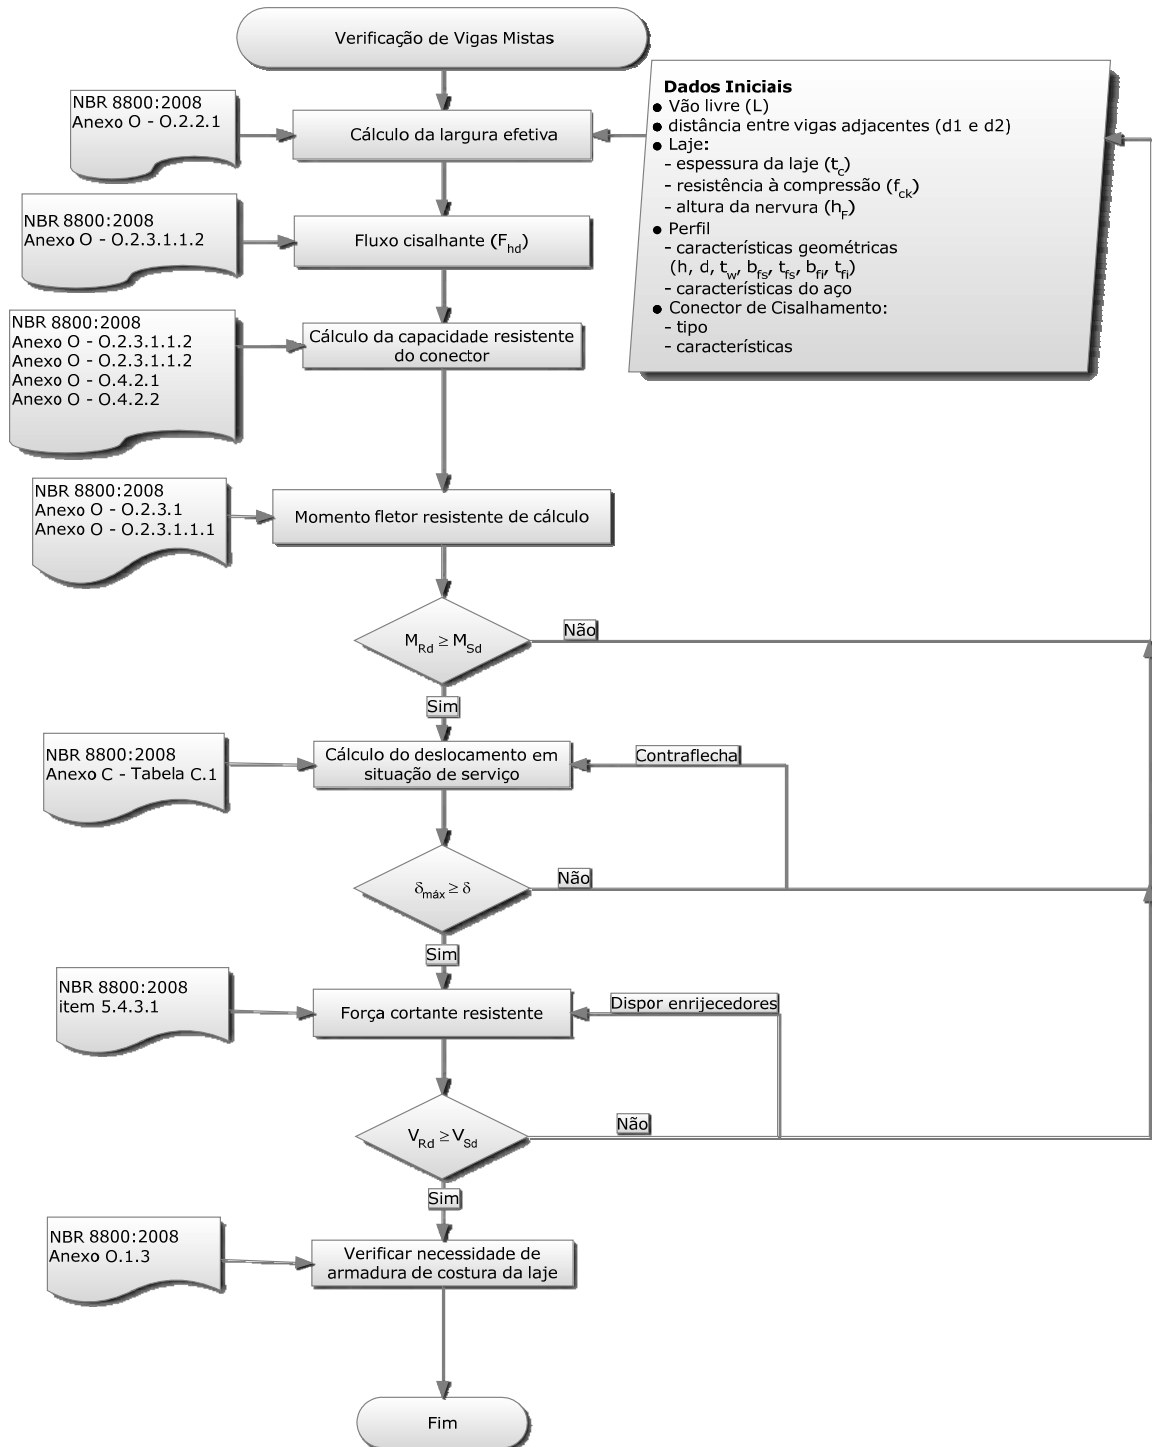 Verificação de Vigas Mistas
NBR 8800:2008
Anexo O - O.2.2.1
Cálculo da largura efetiva
Dados Iniciais
● Vão livre (L)
● distância entre vigas adjacentes (d1 e d2)
● Laje:
- espessura da laje (tc)
- resistência à compressão (fck)
- altura da nervura (hF)
● Perfil
- características geométricas
(h, d, tw, bfs, tfs, bfi, tfi)
- características do aço
● Conector de Cisalhamento:
- tipo
- características
NBR 8800:2008
Anexo O - O.2.3.1.1.2
Fluxo cisalhante (Fhd)
NBR 8800:2008
Anexo O - O.2.3.1.1.2
Anexo O - O.2.3.1.1.2
Anexo O - O.4.2.1
Anexo O - O.4.2.2
Cálculo da capacidade resistente
do conector
NBR 8800:2008
Anexo O - O.2.3.1
Anexo O - O.2.3.1.1.1
Momento fletor resistente de cálculo
MRd ≥ MSd
Não
Sim
NBR 8800:2008
Anexo C - Tabela C.1
Cálculo do deslocamento em
situação de serviço
Contraflecha
δmáx ≥ δ
Não
Sim
NBR 8800:2008
item 5.4.3.1
Força cortante resistente
Dispor enrijecedores
VRd ≥ VSd
Não
Sim
NBR 8800:2008
Anexo O.1.3
Verificar necessidade de
armadura de costura da laje
Fim